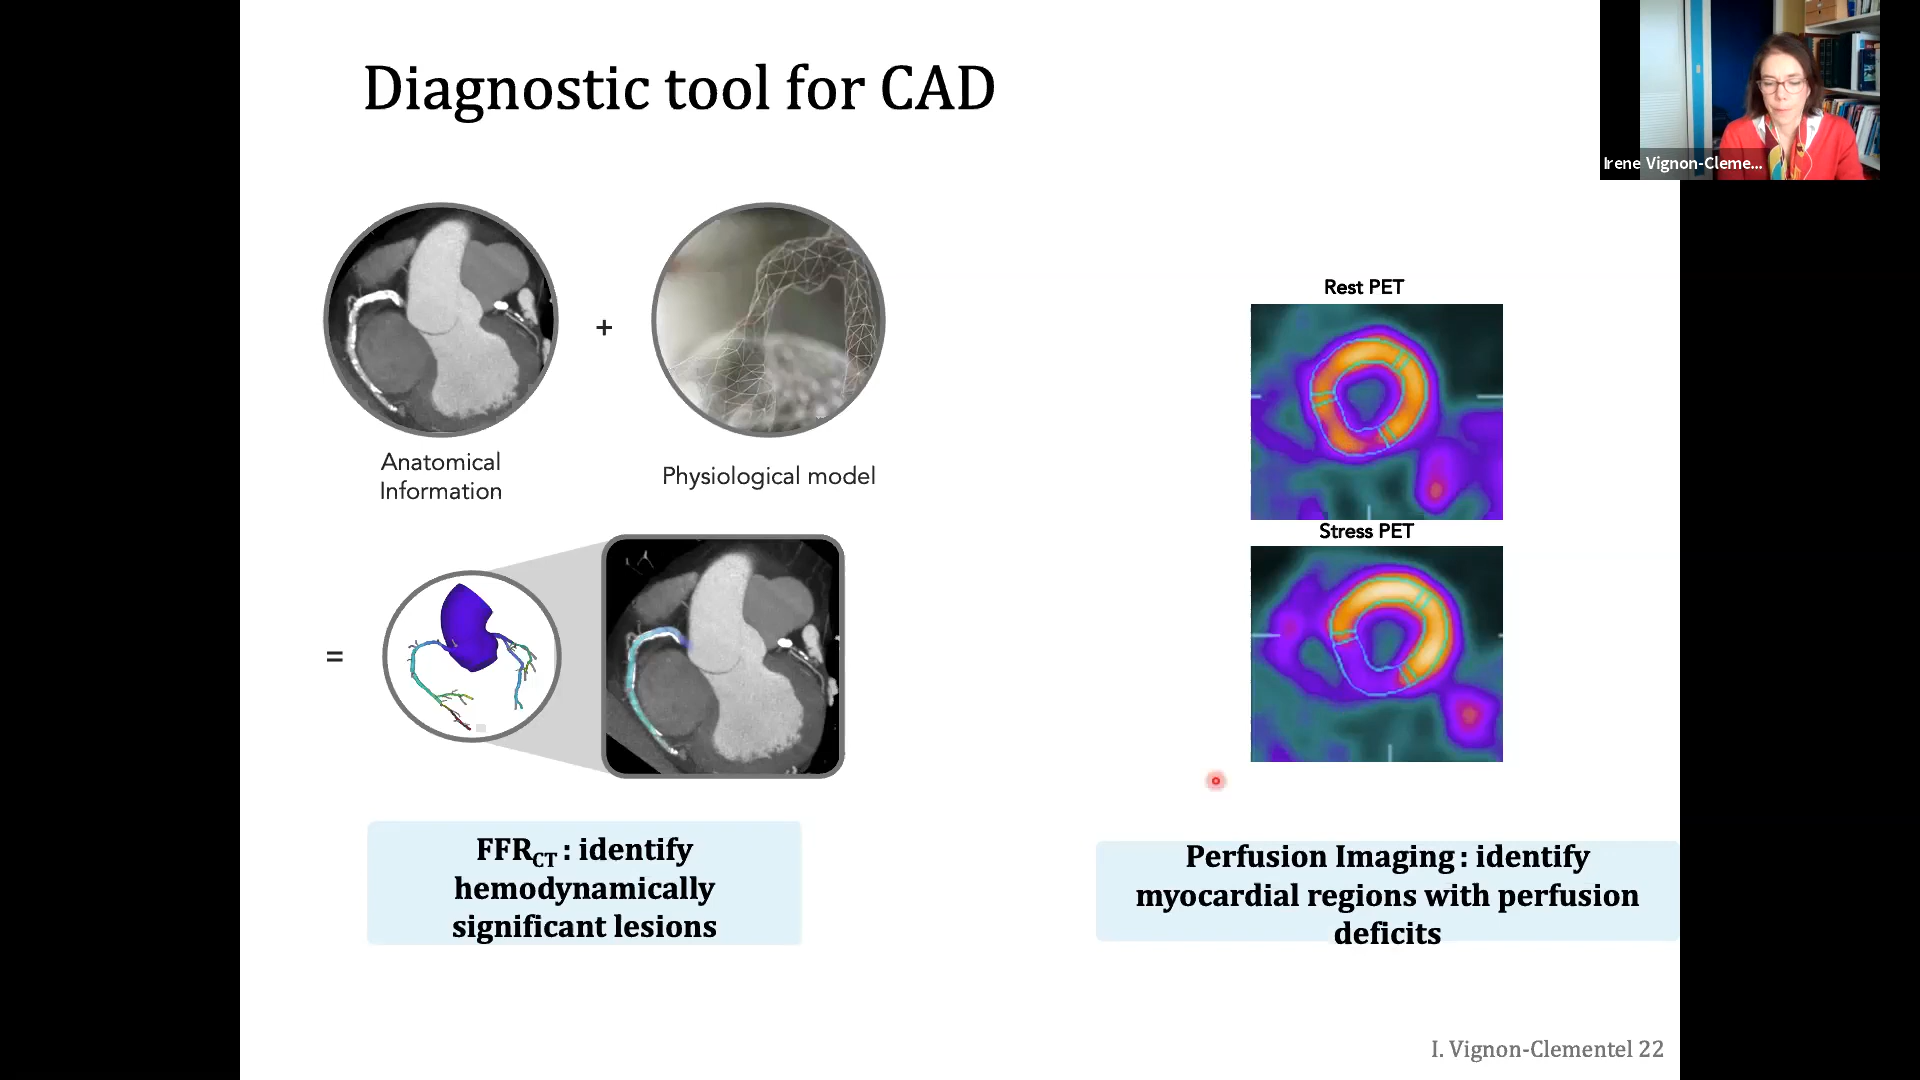 Diagnostic tool for CAD
Irene Vignon-Cleme...
+
Anatomical
Information
Physiological model
=
FFRCT : identify
hemodynamically
significant lesions
Rest PET
Stress PET
Perfusion Imaging : identify
myocardial regions with perfusion
deficits
I. Vignon-Clementel 22